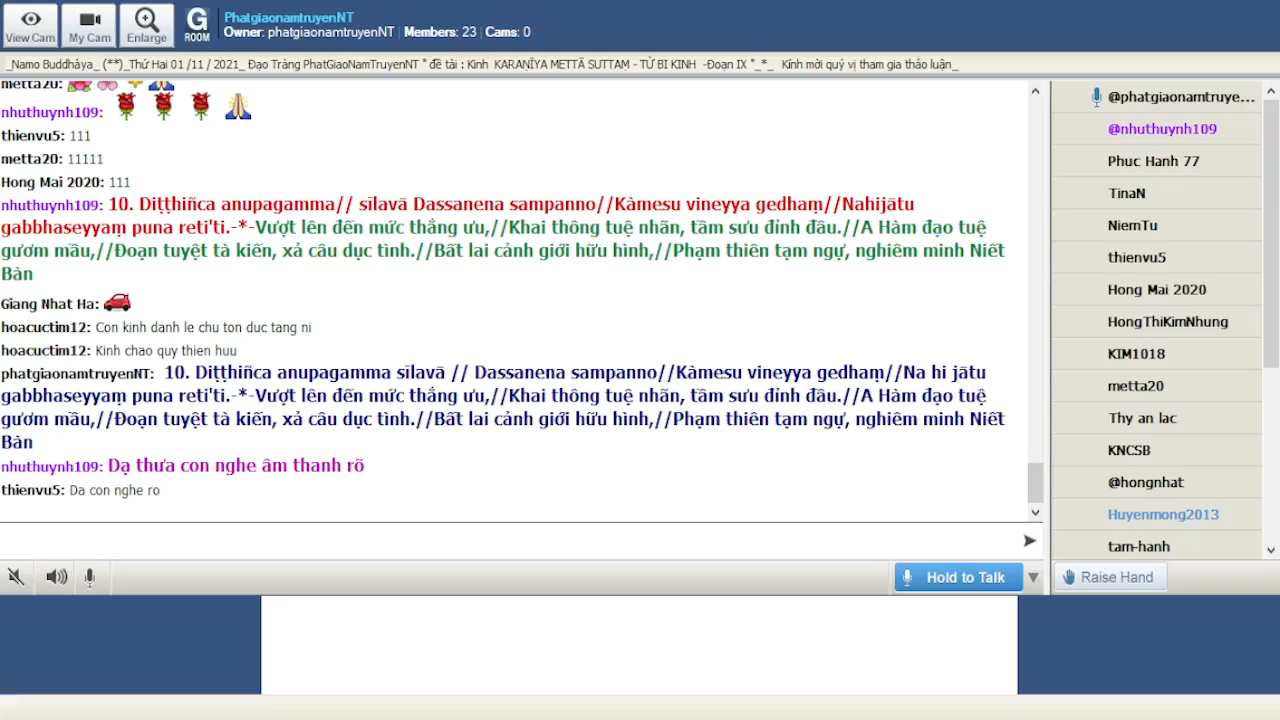 View Cam
My Cam
Enlarge
G
ROOM
PhatgiaonamtruyenNT
Owner: phatgiaonamtruyenNT | Members: 23 | Cams: 0
_Namo Buddhàya_ (**)_Thứ Hai 01 /11 / 2021_ Đạo Tràng PhatGiaoNamTruyenNT " đề tài : Kinh KARAṆĪYA METTĀ SUTTAṂ - TỪ BI KINH -Đoạn IX "_*_ Kính mời quý vị tham gia thảo luận_
metta20:
nhuthuynh109:
thienvu5: 111
metta20: 11111
Hong Mai 2020: 111
nhuthuynh109: 10. Diṭṭhiñca anupagamma// sīlavā Dassanena sampanno//Kàmesu vineyya gedhaṃ//Nahijātu
gabbhaseyyaṃ puna reti'ti.-*-Vượt lên đến mức thắng ưu,//Khai thông tuệ nhãn, tầm sưu đỉnh đầu.//A Hàm đạo tuệ
gươm mầu,//Đoạn tuyệt tà kiến, xả câu dục tình.//Bất lai cảnh giới hữu hình,//Phạm thiên tạm ngự, nghiêm minh Niết
Bàn
Giang Nhat Ha:
hoacuctim12: Con kinh danh le chu ton duc tang ni
hoacuctim12: Kinh chao quy thien huu
phatgiaonamtruyenNT: 10. Diṭṭhiñca anupagamma sīlavā // Dassanena sampanno//Kàmesu vineyya gedhaṃ//Na hi jātu
gabbhaseyyaṃ puna reti'ti.-*-Vượt lên đến mức thắng ưu,//Khai thông tuệ nhãn, tầm sưu đỉnh đầu.//A Hàm đạo tuệ
gươm mầu,//Đoạn tuyệt tà kiến, xả câu dục tình.//Bất lai cảnh giới hữu hình,//Phạm thiên tạm ngự, nghiêm minh Niết
Bàn
nhuthuynh109: Dạ thưa con nghe âm thanh rõ
thienvu5: Da con nghe ro
Hold to Talk
@phatgiaonamtruye...
@nhuthuynh109
Phuc Hanh 77
TinaN
NiemTu
thienvu5
Hong Mai 2020
HongThiKimNhung
KIM1018
metta20
Thy an lac
KNCSB
@hongnhat
Huyenmong2013
tam-hanh
Raise Hand